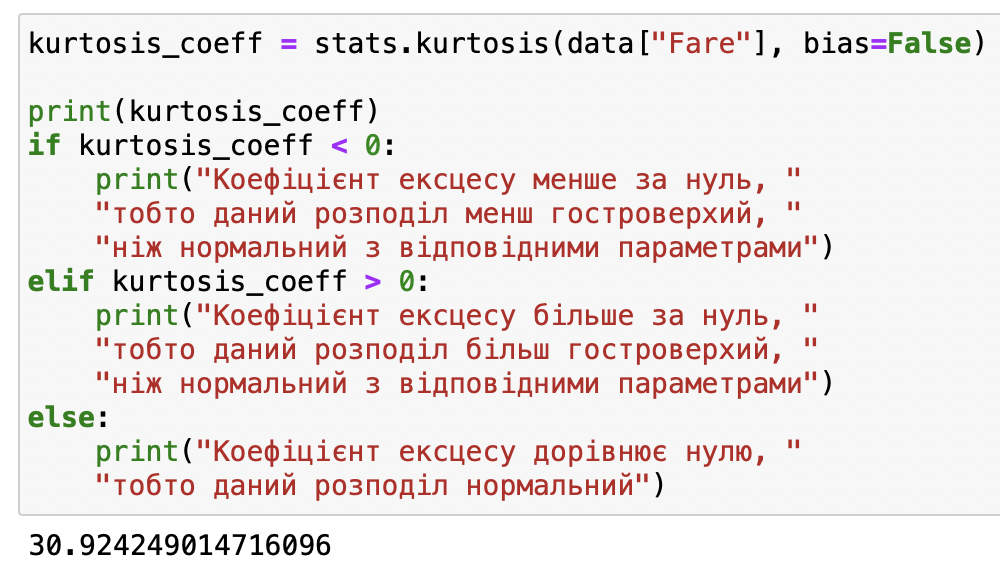 kurtosis_coeff = stats.kurtosis(data["Fare"], bias=False)
print(kurtosis_coeff)
if kurtosis_coeff < 0:
    print("Коефіцієнт ексцесу менше за нуль, "
    "тобто даний розподіл менш гостроверхий, "
    "ніж нормальний з відповідними параметрами")
elif kurtosis_coeff > 0:
    print("Коефіцієнт ексцесу більше за нуль, "
    "тобто даний розподіл більш гостроверхий, "
    "ніж нормальний з відповідними параметрами")
else:
    print("Коефіцієнт ексцесу дорівнює нулю, "
    "тобто даний розподіл нормальний")
30.924249014716096